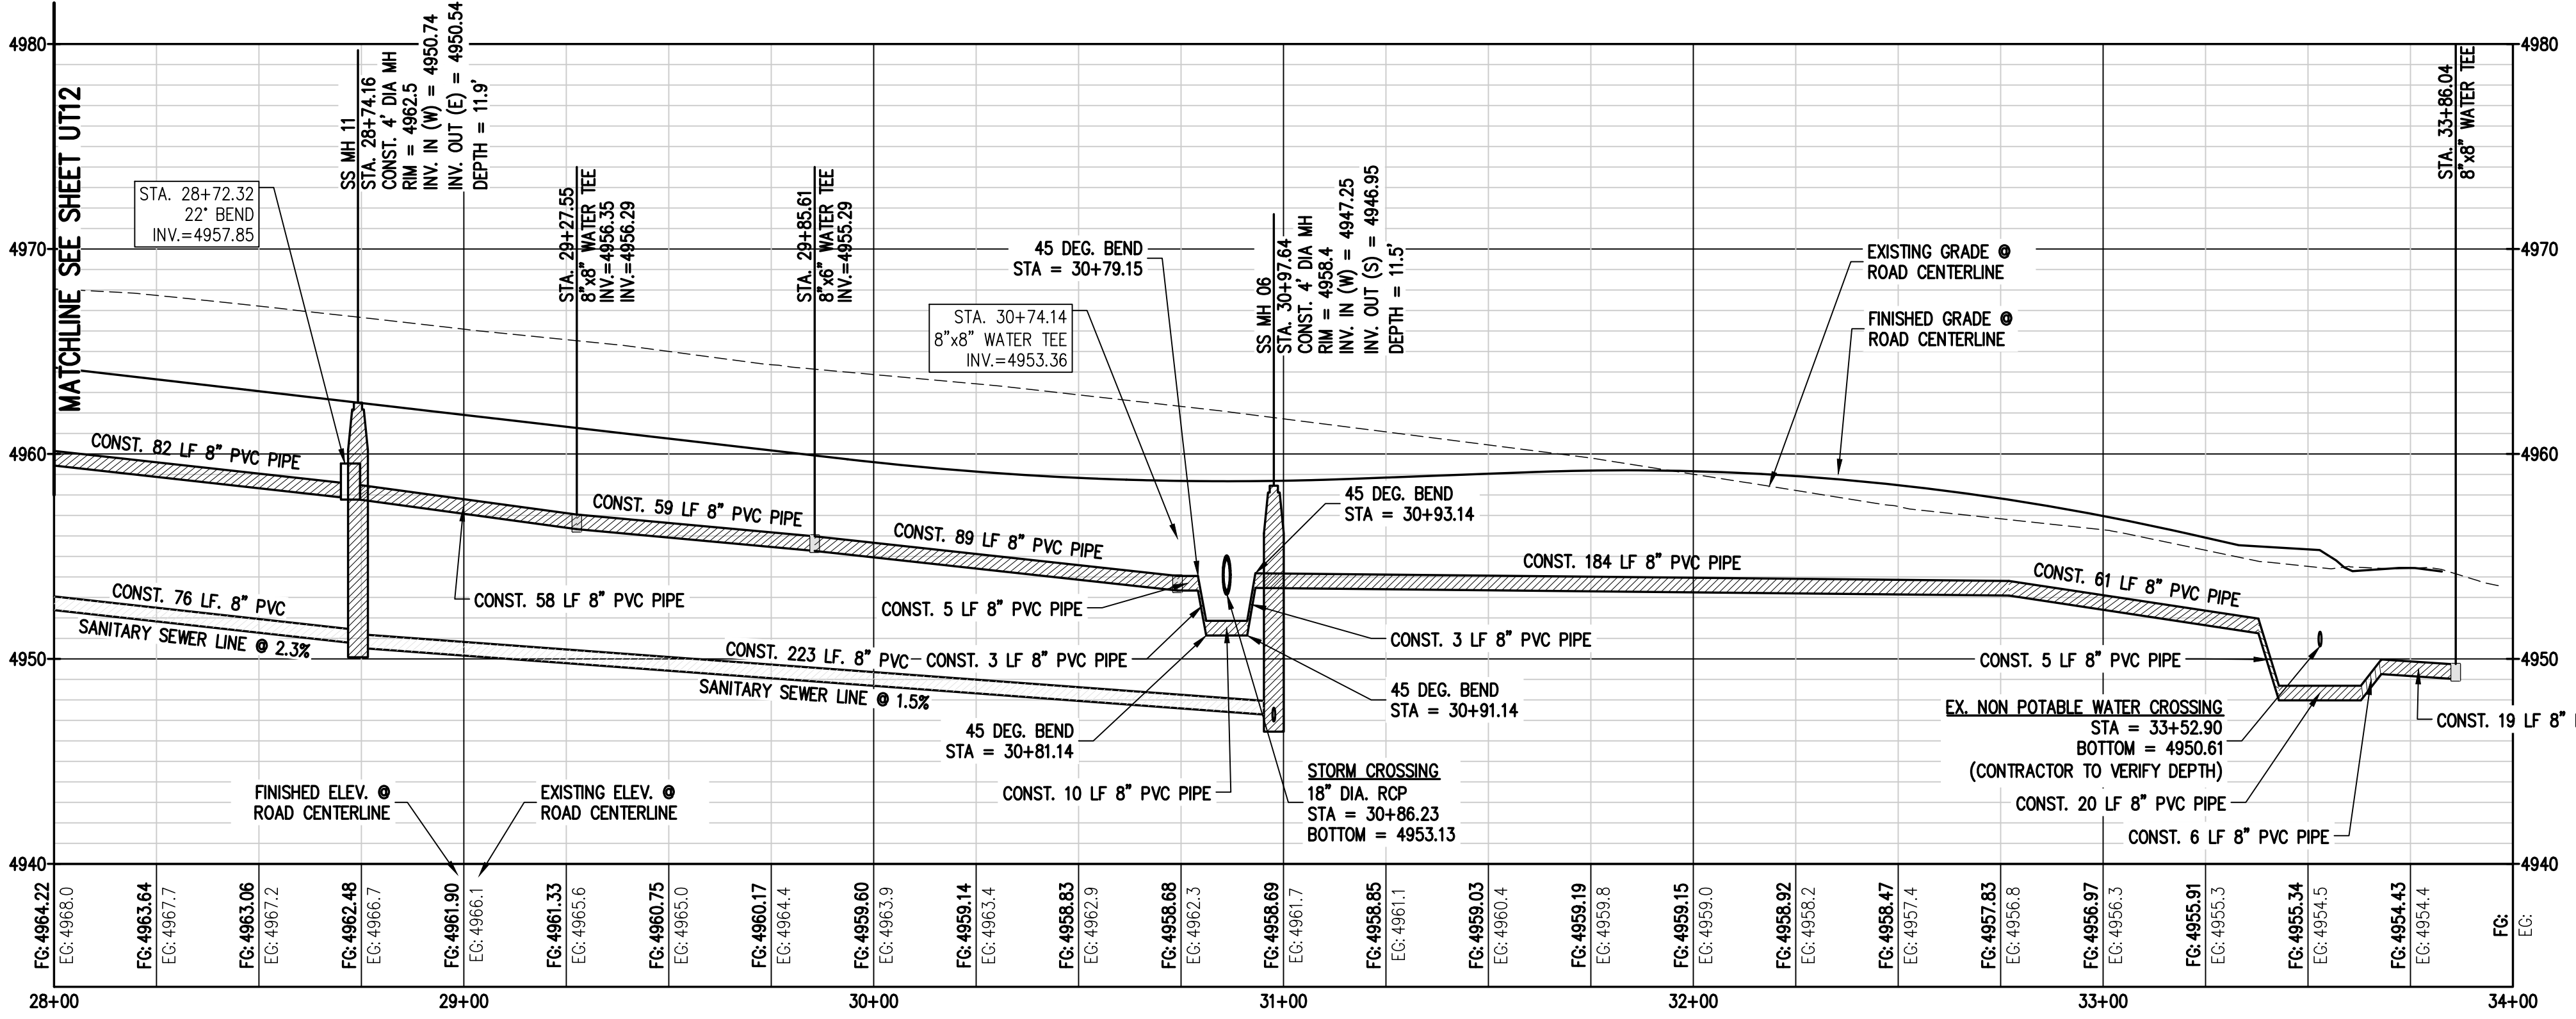 4980
4970
4960
4950
4940
MATCHLINE SEE SHEET UT12
SS MH 11
STA. 28+74.16
CONST. 4' DIA MH
RIM = 4962.5
INV. IN (W) = 4950.74
INV. OUT (E) = 4950.54
DEPTH = 11.9'
STA. 28+72.32
22° BEND
INV.=4957.85
STA. 29+27.55
8"x8" WATER TEE
INV.=4956.35
INV.=4956.29
STA. 29+85.61
8"x6" WATER TEE
INV.=4955.29
45 DEG. BEND
STA = 30+79.15
STA. 30+74.14
8"x8" WATER TEE
INV.=4953.36
SS MH 06
STA. 30+97.64
CONST. 4' DIA MH
RIM = 4958.4
INV. IN (W) = 4947.25
INV. OUT (S) = 4946.95
DEPTH = 11.5'
EXISTING GRADE @
ROAD CENTERLINE
FINISHED GRADE @
ROAD CENTERLINE
STA. 33+86.04
8"x8" WATER TEE
4980
4970
4960
4950
4940
CONST. 82 LF 8" PVC PIPE
CONST. 59 LF 8" PVC PIPE
CONST. 89 LF 8" PVC PIPE
45 DEG. BEND
STA = 30+93.14
CONST. 184 LF 8" PVC PIPE
CONST. 61 LF 8" PVC PIPE
CONST. 76 LF. 8" PVC
SANITARY SEWER LINE @ 2.3%
CONST. 58 LF 8" PVC PIPE
CONST. 5 LF 8" PVC PIPE
CONST. 223 LF. 8" PVC
SANITARY SEWER LINE @ 1.5%
CONST. 3 LF 8" PVC PIPE
CONST. 3 LF 8" PVC PIPE
45 DEG. BEND
STA = 30+91.14
45 DEG. BEND
STA = 30+81.14
CONST. 10 LF 8" PVC PIPE
STORM CROSSING
18" DIA. RCP
STA = 30+86.23
BOTTOM = 4953.13
CONST. 5 LF 8" PVC PIPE
EX. NON POTABLE WATER CROSSING
STA = 33+52.90
BOTTOM = 4950.61
(CONTRACTOR TO VERIFY DEPTH)
CONST. 20 LF 8" PVC PIPE
CONST. 6 LF 8" PVC PIPE
CONST. 19 LF 8"
FINISHED ELEV. @
ROAD CENTERLINE
EXISTING ELEV. @
ROAD CENTERLINE
FG: 4964.22
EG: 4968.0
FG: 4963.64
EG: 4967.7
FG: 4963.06
EG: 4967.2
FG: 4962.48
EG: 4966.7
FG: 4961.90
EG: 4966.1
FG: 4961.33
EG: 4965.6
FG: 4960.75
EG: 4965.0
FG: 4960.17
EG: 4964.4
FG: 4959.60
EG: 4963.9
FG: 4959.14
EG: 4963.4
FG: 4958.83
EG: 4962.9
FG: 4958.68
EG: 4962.3
FG: 4958.69
EG: 4961.7
FG: 4958.85
EG: 4961.1
FG: 4959.03
EG: 4960.4
FG: 4959.19
EG: 4959.8
FG: 4959.15
EG: 4959.0
FG: 4958.92
EG: 4958.2
FG: 4958.47
EG: 4957.4
FG: 4957.83
EG: 4956.8
FG: 4956.97
EG: 4956.3
FG: 4955.91
EG: 4955.3
FG: 4955.34
EG: 4954.5
FG: 4954.43
EG: 4954.4
FG:
EG:
28+00
29+00
30+00
31+00
32+00
33+00
34+00